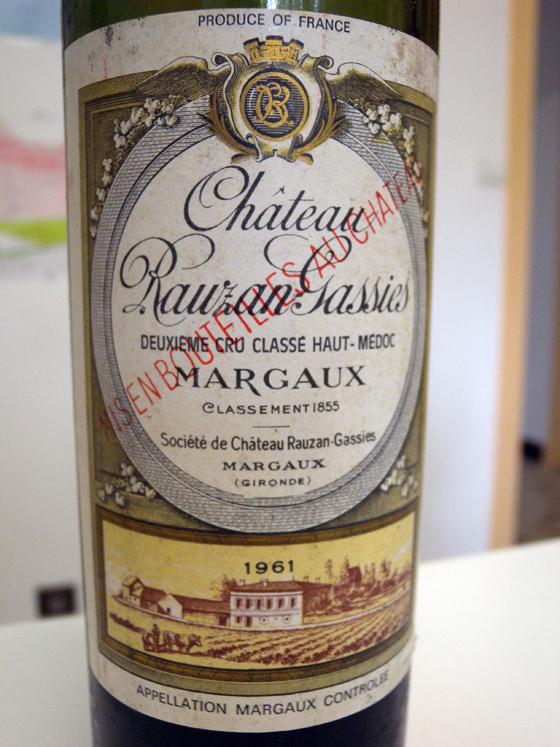 PRODUCE OF FRANCE
Château
Rauzan-Gassies
MIS EN BOUTEILLES AU CHATEAU
DEUXIÈME CRU CLASSÉ HAUT-MÉDOC
MARGAUX
CLASSEMENT 1855
Société de Château Rauzan-Gassies
MARGAUX
(GIRONDE)
1961
APPELLATION MARGAUX CONTROLÉE